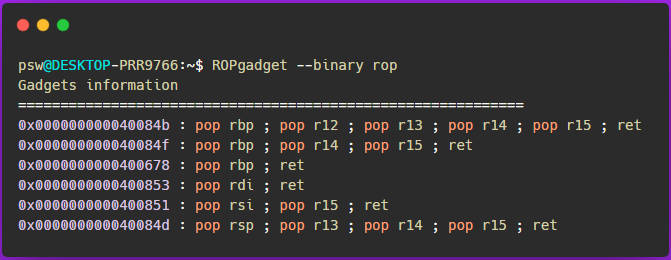 psw@DESKTOP-PRR9766:~$ ROPgadget --binary rop
Gadgets information
============================================================
0x000000000040084b : pop rbp ; pop r12 ; pop r13 ; pop r14 ; pop r15 ; ret
0x000000000040084f : pop rbp ; pop r14 ; pop r15 ; ret
0x0000000000400678 : pop rbp ; ret
0x0000000000400853 : pop rdi ; ret
0x0000000000400851 : pop rsi ; pop r15 ; ret
0x000000000040084d : pop rsp ; pop r13 ; pop r14 ; pop r15 ; ret